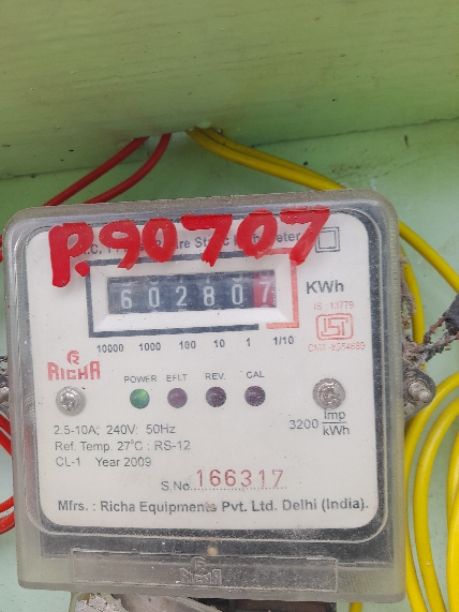 P.90707
602807
KWh
IS : 13779
10000 1000 100 10 1 1/10
RICHA
POWER EFLT REV. CAL
2.5-10A; 240V: 50Hz
3200 Imp/kWh
Ref. Temp. 27°C : RS-12
CL-1 Year 2009
S.No. 166317
Mfrs. : Richa Equipments Pvt. Ltd. Delhi (India).